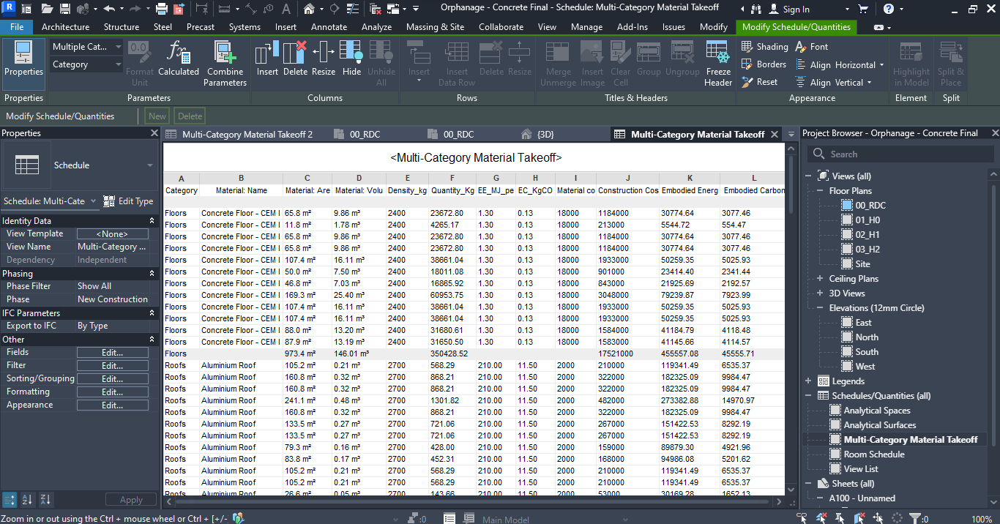 Orphanage - Concrete Final - Schedule: Multi-Category Material Takeoff
Sign In
File Architecture Structure Steel Precast Systems Insert Annotate Analyze Massing & Site Collaborate View Manage Add-Ins Issues Modify Modify Schedule/Quantities
Multiple Cat...
Category
Properties
Format Unit
Calculated
Combine Parameters
Insert Delete Resize Hide Unhide All
Insert
Insert Data Row
Delete Resize
Merge Unmerge
Insert Image
Clear Cell
Group Ungroup
Freeze Header
Shading
Borders
Reset
Font
Align Horizontal
Align Vertical
Highlight in Model
Split & Place
Properties Parameters Columns Rows Titles & Headers Appearance Element Split
Modify Schedule/Quantities New Delete
Properties
Schedule
Schedule: Multi-Cate Edit Type
Identity Data
View Template <None>
View Name Multi-Category ...
Dependency Independent
Phasing
Phase Filter Show All
Phase New Construction
IFC Parameters
Export to IFC By Type
Other
Fields Edit...
Filter Edit...
Sorting/Grouping Edit...
Formatting Edit...
Appearance Edit...
Apply
Multi-Category Material Takeoff 2 00_RDC 00_RDC {3D} Multi-Category Material Takeoff
<Multi-Category Material Takeoff>
A B C D E F G H I J K L
Category Material: Name Material: Are Material: Volu Density_kg Quantity_Kg EE_MJ_pe EC_KgCO Material co Construction Cos Embodied Energ Embodied Carbon
Floors Concrete Floor - CEM I 65.8 m² 9.86 m³ 2400 23672.80 1.30 0.13 18000 1184000 30774.64 3077.46
Floors Concrete Floor - CEM I 11.8 m² 1.78 m³ 2400 4265.17 1.30 0.13 18000 213000 5544.72 554.47
Floors Concrete Floor - CEM I 65.8 m² 9.86 m³ 2400 23672.80 1.30 0.13 18000 1184000 30774.64 3077.46
Floors Concrete Floor - CEM I 65.8 m² 9.86 m³ 2400 23672.80 1.30 0.13 18000 1184000 30774.64 3077.46
Floors Concrete Floor - CEM I 107.4 m² 16.11 m³ 2400 38661.04 1.30 0.13 18000 1933000 50259.35 5025.93
Floors Concrete Floor - CEM I 50.0 m² 7.50 m³ 2400 18011.08 1.30 0.13 18000 901000 23414.40 2341.44
Floors Concrete Floor - CEM I 46.8 m² 7.03 m³ 2400 16865.92 1.30 0.13 18000 843000 21925.69 2192.57
Floors Concrete Floor - CEM I 169.3 m² 25.40 m³ 2400 60953.75 1.30 0.13 18000 3048000 79239.87 7923.99
Floors Concrete Floor - CEM I 107.4 m² 16.11 m³ 2400 38661.04 1.30 0.13 18000 1933000 50259.35 5025.93
Floors Concrete Floor - CEM I 107.4 m² 16.11 m³ 2400 38661.04 1.30 0.13 18000 1933000 50259.35 5025.93
Floors Concrete Floor - CEM I 88.0 m² 13.20 m³ 2400 31680.61 1.30 0.13 18000 1584000 41184.79 4118.48
Floors Concrete Floor - CEM I 87.9 m² 13.19 m³ 2400 31650.50 1.30 0.13 18000 1583000 41145.66 4114.57
Floors 973.4 m² 146.01 m³ 350428.52 17521000 455557.08 45555.71
Roofs Aluminium Roof 105.2 m² 0.21 m³ 2700 568.29 210.00 11.50 2000 210000 119341.49 6535.37
Roofs Aluminium Roof 160.8 m² 0.32 m³ 2700 868.21 210.00 11.50 2000 322000 182325.09 9984.47
Roofs Aluminium Roof 160.8 m² 0.32 m³ 2700 868.21 210.00 11.50 2000 322000 182325.09 9984.47
Roofs Aluminium Roof 241.1 m² 0.48 m³ 2700 1301.82 210.00 11.50 2000 482000 273382.88 14970.97
Roofs Aluminium Roof 160.8 m² 0.32 m³ 2700 868.21 210.00 11.50 2000 322000 182325.09 9984.47
Roofs Aluminium Roof 133.5 m² 0.27 m³ 2700 721.06 210.00 11.50 2000 267000 151422.53 8292.19
Roofs Aluminium Roof 133.5 m² 0.27 m³ 2700 721.06 210.00 11.50 2000 267000 151422.53 8292.19
Roofs Aluminium Roof 79.3 m² 0.16 m³ 2700 428.00 210.00 11.50 2000 159000 89879.30 4921.96
Roofs Aluminium Roof 83.8 m² 0.17 m³ 2700 452.31 210.00 11.50 2000 168000 94986.08 5201.62
Roofs Aluminium Roof 105.2 m² 0.21 m³ 2700 568.29 210.00 11.50 2000 210000 119341.49 6535.37
Roofs Aluminium Roof 105.2 m² 0.21 m³ 2700 568.29 210.00 11.50 2000 210000 119341.49 6535.37
Roofs Aluminium Roof 26.6 m² 0.05 m³ 2700 143.66 210.00 11.50 2000 53000 30169.28 1652.13
Project Browser - Orphanage - Concrete Final
Search
Views (all)
Floor Plans
00_RDC
01_H0
02_H1
03_H2
Site
Ceiling Plans
3D Views
Elevations (12mm Circle)
East
North
South
West
Legends
Schedules/Quantities (all)
Analytical Spaces
Analytical Surfaces
Multi-Category Material Takeoff
Room Schedule
View List
Sheets (all)
A100 - Unnamed
Zoom in or out using the Ctrl + mouse wheel or Ctrl + [+/- :0 Main Model :0 100%